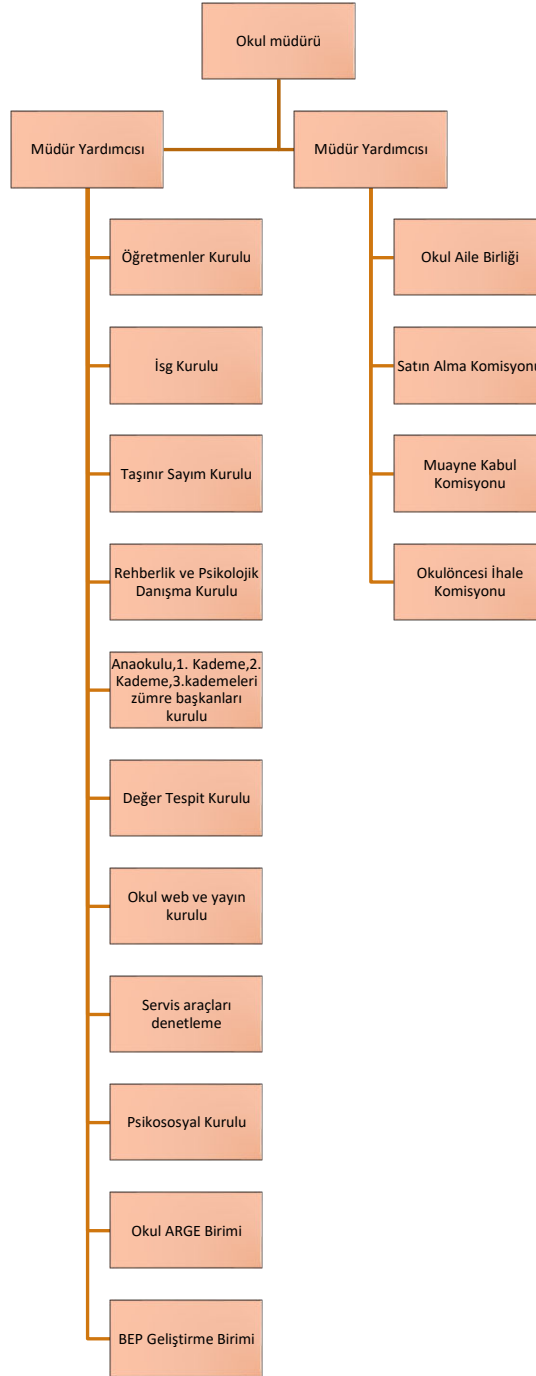 Okul müdürü
Müdür Yardımcısı
Müdür Yardımcısı
Öğretmenler Kurulu
İsg Kurulu
Taşınır Sayım Kurulu
Rehberlik ve Psikolojik
Danışma Kurulu
Anaokulu,1. Kademe,2.
Kademe,3.kademeleri
zümre başkanları
kurulu
Değer Tespit Kurulu
Okul web ve yayın
kurulu
Servis araçları
denetleme
Psikososyal Kurulu
Okul ARGE Birimi
BEP Geliştirme Birimi
Okul Aile Birliği
Satın Alma Komisyonu
Muayne Kabul
Komisyonu
Okulöncesi İhale
Komisyonu